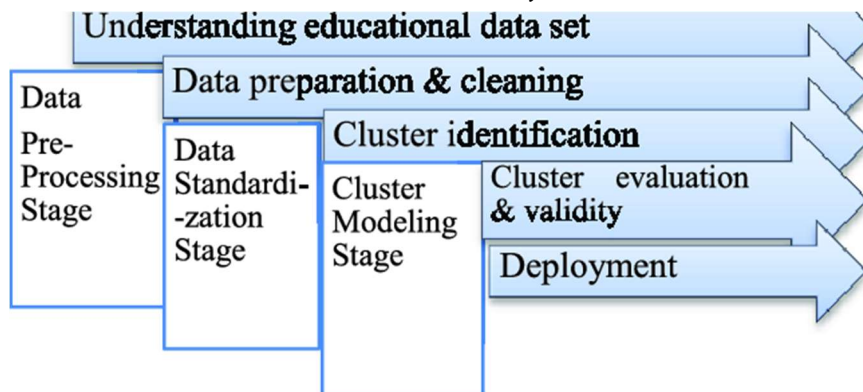 Understanding educational data set
Data preparation & cleaning
Cluster identification
Cluster evaluation
& validity
Deployment
Data
Pre-
Processing
Stage
Data
Standardi-
-zation
Stage
Cluster
Modeling
Stage